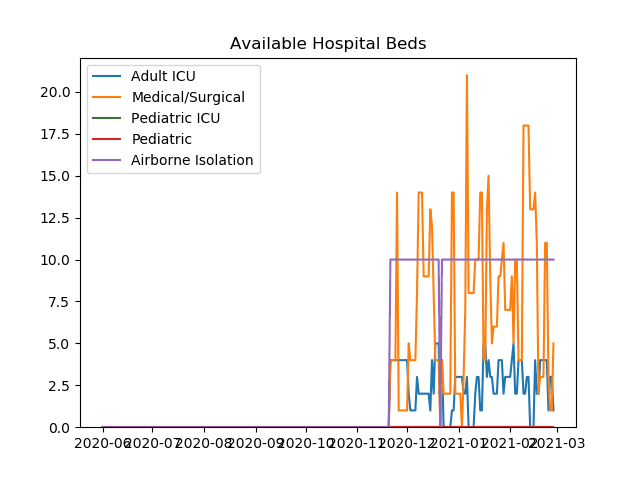 Available Hospital Beds
Adult ICU
Medical/Surgical
Pediatric ICU
Pediatric
Airborne Isolation
20.0
17.5
15.0
12.5
10.0
7.5
5.0
2.5
0.0
2020-06 2020-07 2020-08 2020-09 2020-10 2020-11 2020-12 2021-01 2021-02 2021-03